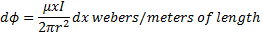 dϕ = μxI / 2πr² dx webers/meters of length